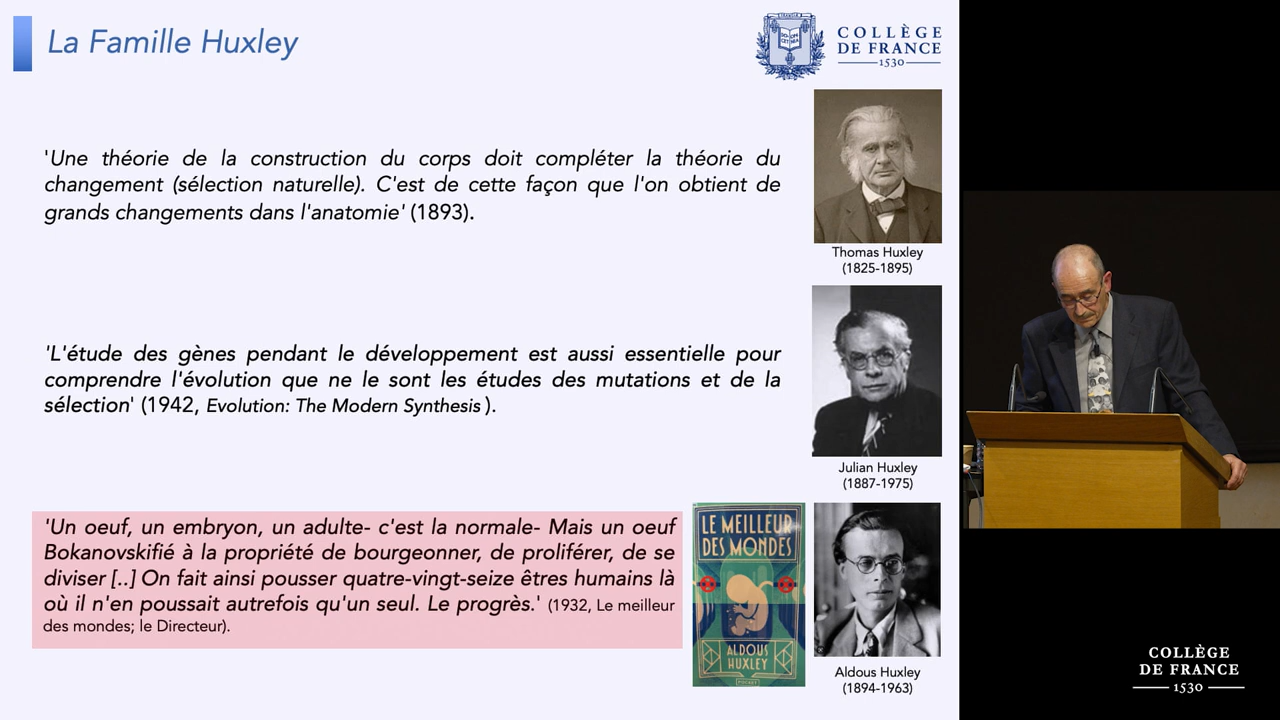 La Famille Huxley
COLLÈGE
DE FRANCE
1530
'Une théorie de la construction du corps doit compléter la théorie du
changement (sélection naturelle). C'est de cette façon que l'on obtient de
grands changements dans l'anatomie' (1893).
Thomas Huxley
(1825-1895)
'L'étude des gènes pendant le développement est aussi essentielle pour
comprendre l'évolution que ne le sont les études des mutations et de la
sélection' (1942, Evolution: The Modern Synthesis ).
Julian Huxley
(1887-1975)
'Un oeuf, un embryon, un adulte- c'est la normale- Mais un oeuf
Bokanovskifié à la propriété de bourgeonner, de proliférer, de se
diviser [..] On fait ainsi pousser quatre-vingt-seize êtres humains là
où il n'en poussait autrefois qu'un seul. Le progrès.' (1932, Le meilleur
des mondes; le Directeur).
LE MEILLEUR
DES MONDES
ALDOUS
HUXLEY
POCKET
Aldous Huxley
(1894-1963)
COLLÈGE
DE FRANCE
1530